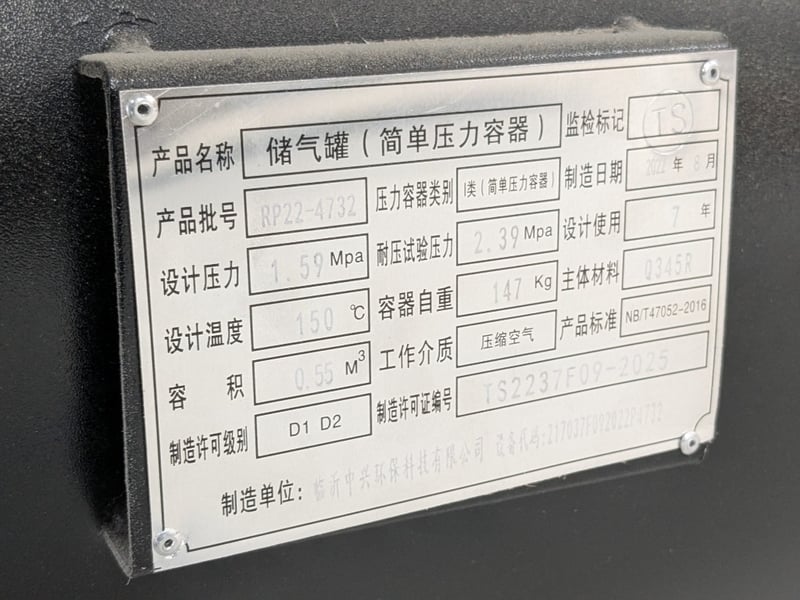 产品名称 储气罐（简单压力容器） 监检标记 TS
产品批号 RP22-4732 压力容器类别 Ⅰ类（简单压力容器） 制造日期 2022 年 8 月
设计压力 1.59 Mpa 耐压试验压力 2.39 Mpa 设计使用 7 年
设计温度 150 ℃ 容器自重 147 Kg 主体材料 Q345R
容 积 0.55 M³ 工作介质 压缩空气 产品标准 NB/T47052-2016
制造许可级别 D1 D2 制造许可证编号 TS2237F09-2025
制造单位：临沂中兴环保科技有限公司 设备代码:217037F092022P4732